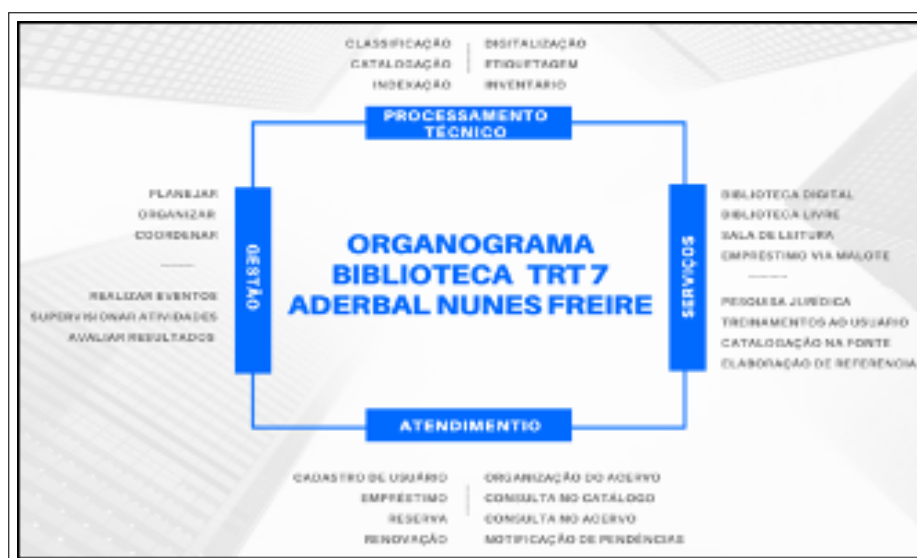 CLASSIFICAÇÃO
CATALOGAÇÃO
INDEXAÇÃO
DIGITALIZAÇÃO
ETIQUETAGEM
INVENTÁRIO
PROCESSAMENTO
TÉCNICO
PLANEJAR
ORGANIZAR
COORDENAR
REALIZAR EVENTOS
SUPERVISIONAR ATIVIDADES
AVALIAR RESULTADOS
GESTÃO
ORGANOGRAMA
BIBLIOTECA TRT 7
ADERBAL NUNES FREIRE
SERVIÇOS
BIBLIOTECA DIGITAL
BIBLIOTECA LIVRE
SALA DE LEITURA
EMPRÉSTIMO VIA MALOTE
PESQUISA JURÍDICA
TREINAMENTOS AO USUÁRIO
CATALOGAÇÃO NA FONTE
ELABORAÇÃO DE REFERÊNCIA
ATENDIMENTIO
CADASTRO DE USUÁRIO
EMPRÉSTIMO
RESERVA
RENOVAÇÃO
ORGANIZAÇÃO DO ACERVO
CONSULTA NO CATÁLOGO
CONSULTA NO ACERVO
NOTIFICAÇÃO DE PENDÊNCIAS